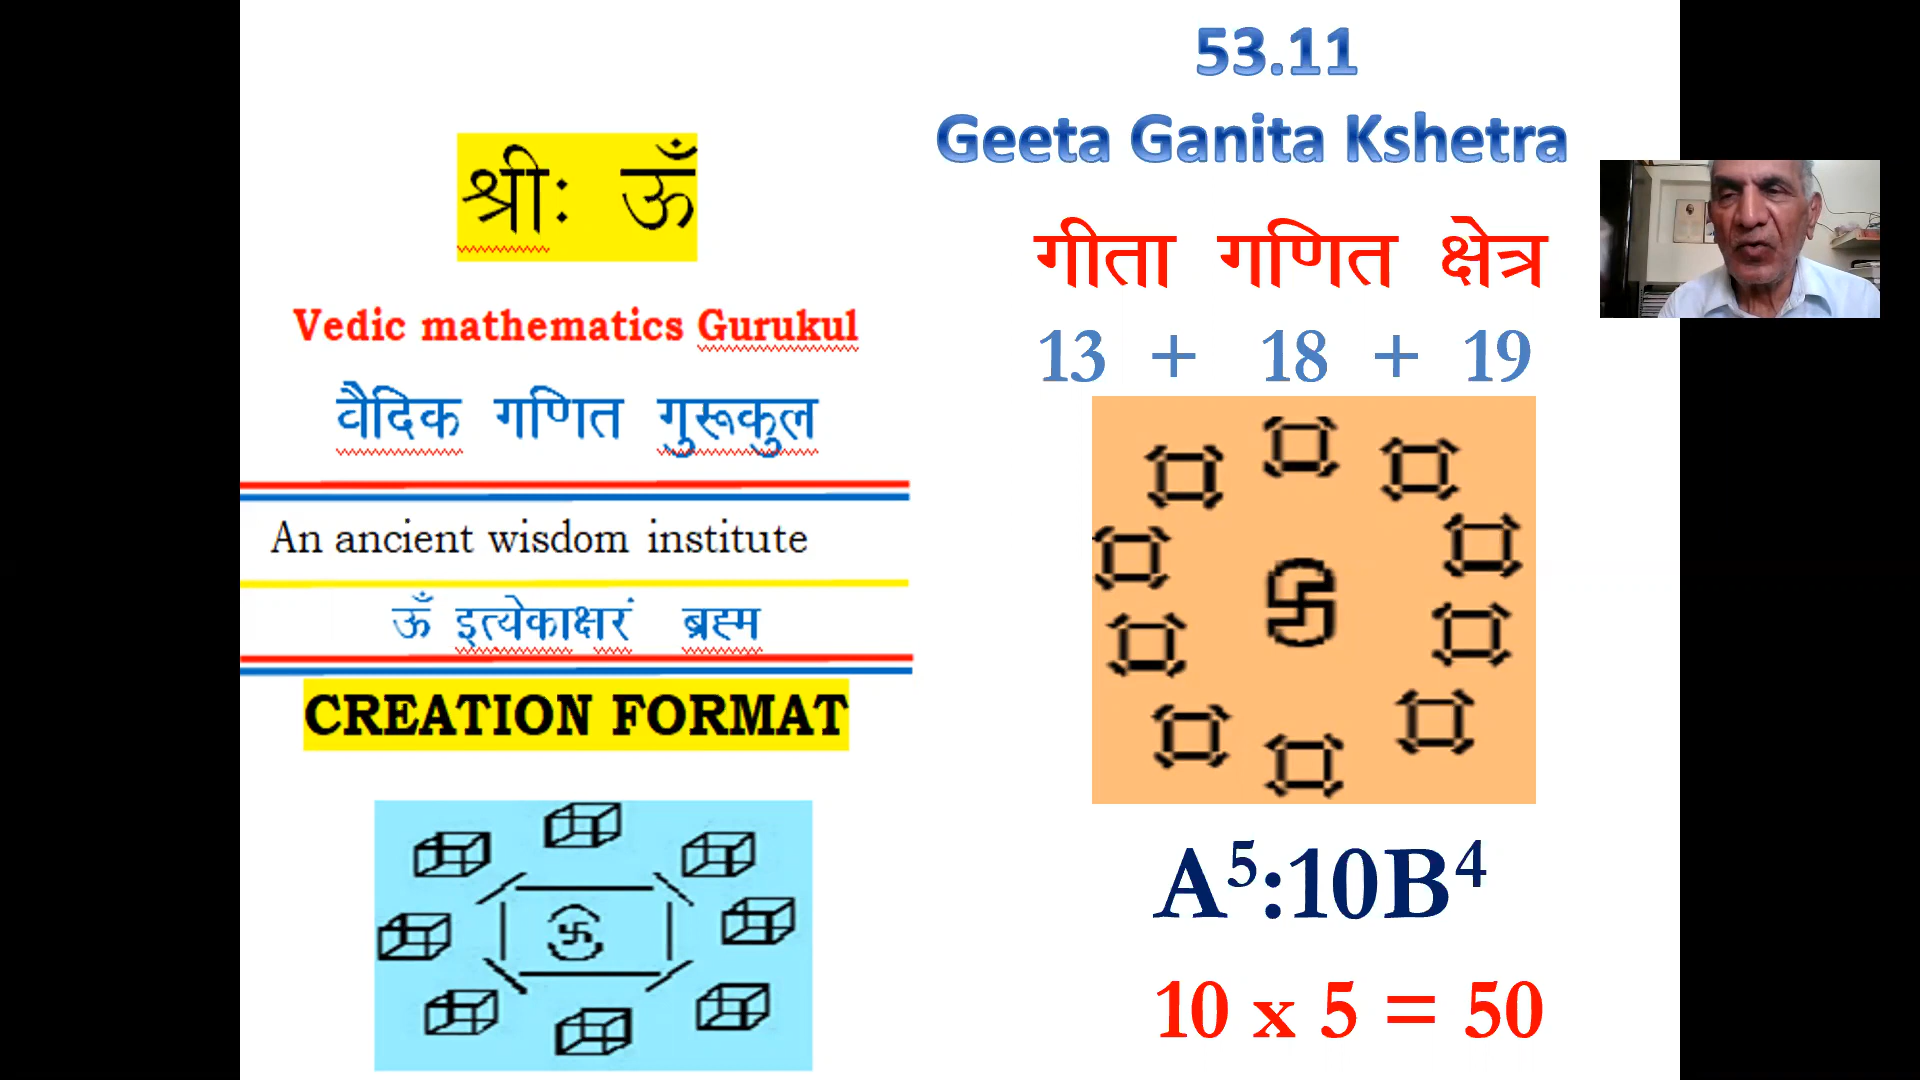 श्रीः ऊँ
Vedic mathematics Gurukul
वैदिक गणित गुरूकुल
An ancient wisdom institute
ऊँ इत्येकाक्षरं ब्रह्म
CREATION FORMAT
53.11
Geeta Ganita Kshetra
गीता गणित क्षेत्र
13 + 18 + 19
A⁵:10B⁴
10 x 5 = 50